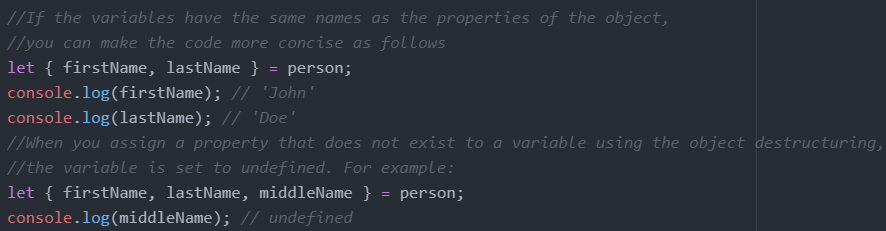 //If the variables have the same names as the properties of the object,
//you can make the code more concise as follows
let { firstName, lastName } = person;
console.log(firstName); // 'John'
console.log(lastName); // 'Doe'
//When you assign a property that does not exist to a variable using the object destructuring,
//the variable is set to undefined. For example:
let { firstName, lastName, middleName } = person;
console.log(middleName); // undefined